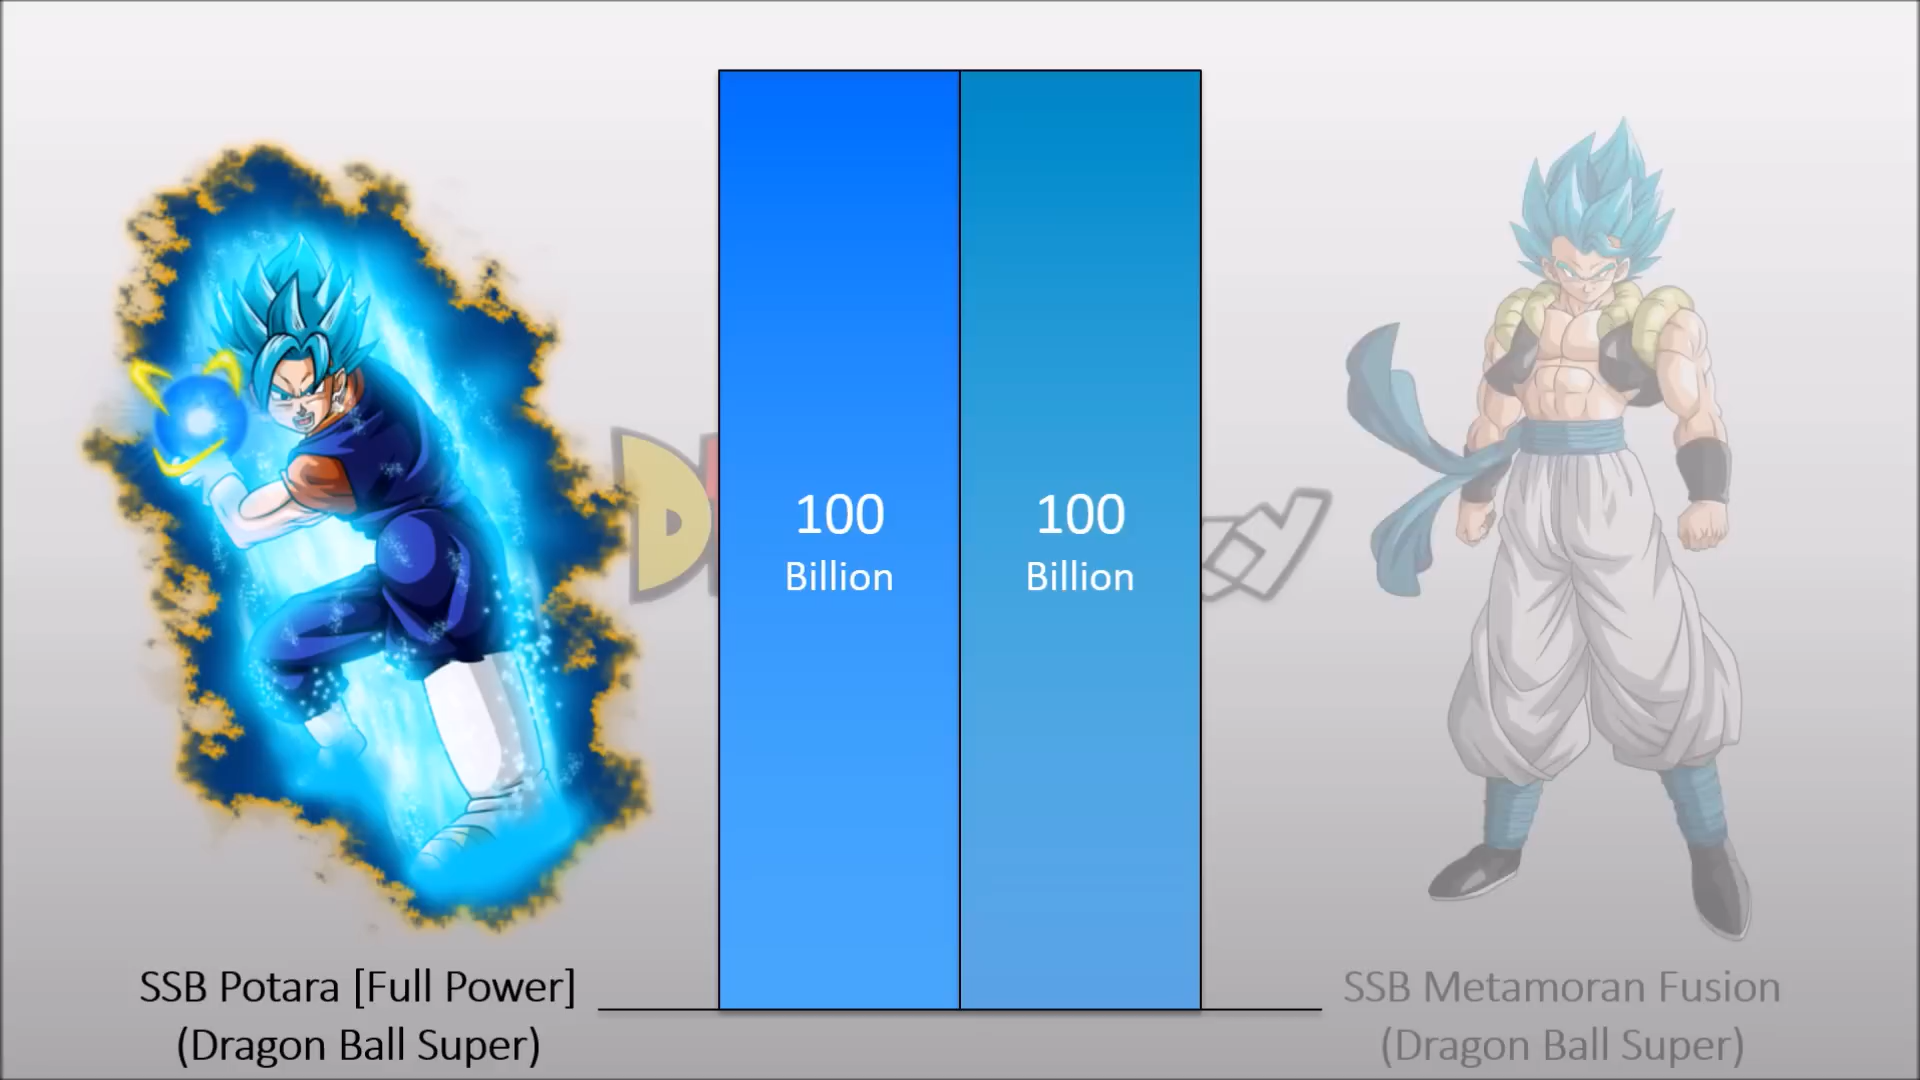 100
Billion
100
Billion
SSB Potara [Full Power]
(Dragon Ball Super)
SSB Metamoran Fusion
(Dragon Ball Super)